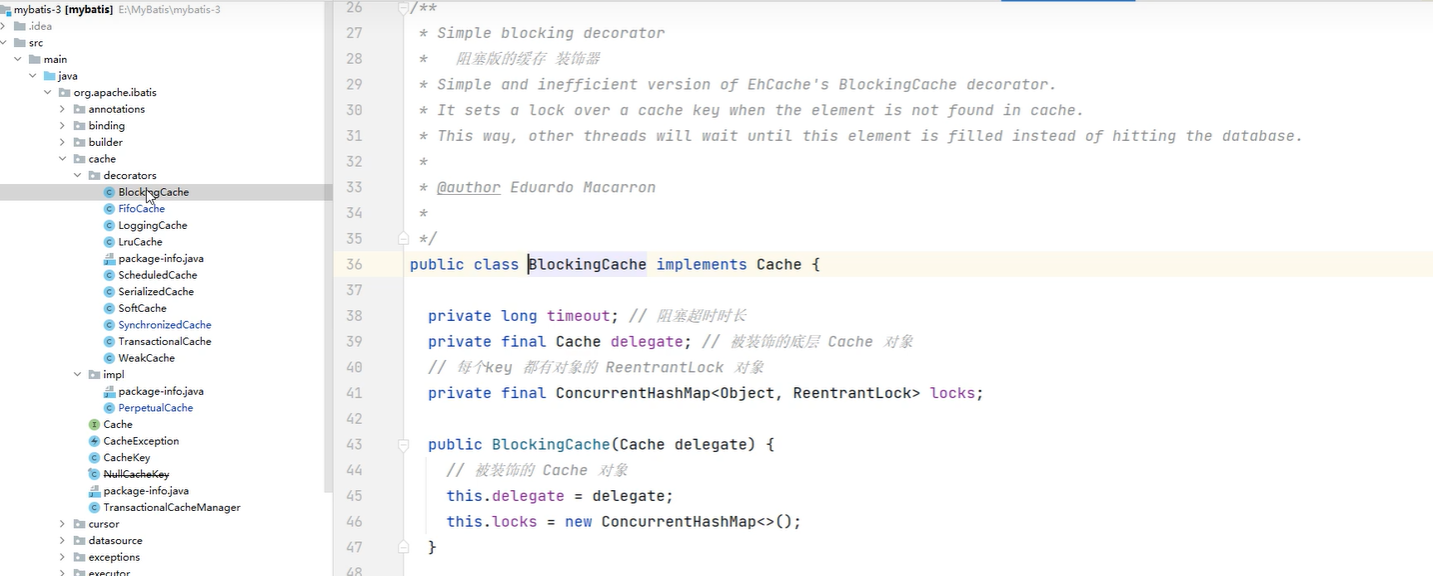 mybatis-3 [mybatis] E:\MyBatis\mybatis-3
.idea
src
main
java
org.apache.ibatis
annotations
binding
builder
cache
decorators
BlockingCache
FifoCache
LoggingCache
LruCache
package-info.java
ScheduledCache
SerializedCache
SoftCache
SynchronizedCache
TransactionalCache
WeakCache
impl
package-info.java
PerpetualCache
Cache
CacheException
CacheKey
NullCacheKey
package-info.java
TransactionalCacheManager
cursor
datasource
exceptions
executor
26 /**
27 * Simple blocking decorator
28 * 阻塞版的缓存 装饰器
29 * Simple and inefficient version of EhCache's BlockingCache decorator.
30 * It sets a lock over a cache key when the element is not found in cache.
31 * This way, other threads will wait until this element is filled instead of hitting the database.
32 *
33 * @author Eduardo Macarron
34 *
35 */
36 public class BlockingCache implements Cache {
37
38 private long timeout; // 阻塞超时时长
39 private final Cache delegate; // 被装饰的底层 Cache 对象
40 // 每个key 都有对象的 ReentrantLock 对象
41 private final ConcurrentHashMap<Object, ReentrantLock> locks;
42
43 public BlockingCache(Cache delegate) {
44 // 被装饰的 Cache 对象
45 this.delegate = delegate;
46 this.locks = new ConcurrentHashMap<>();
47 }
48